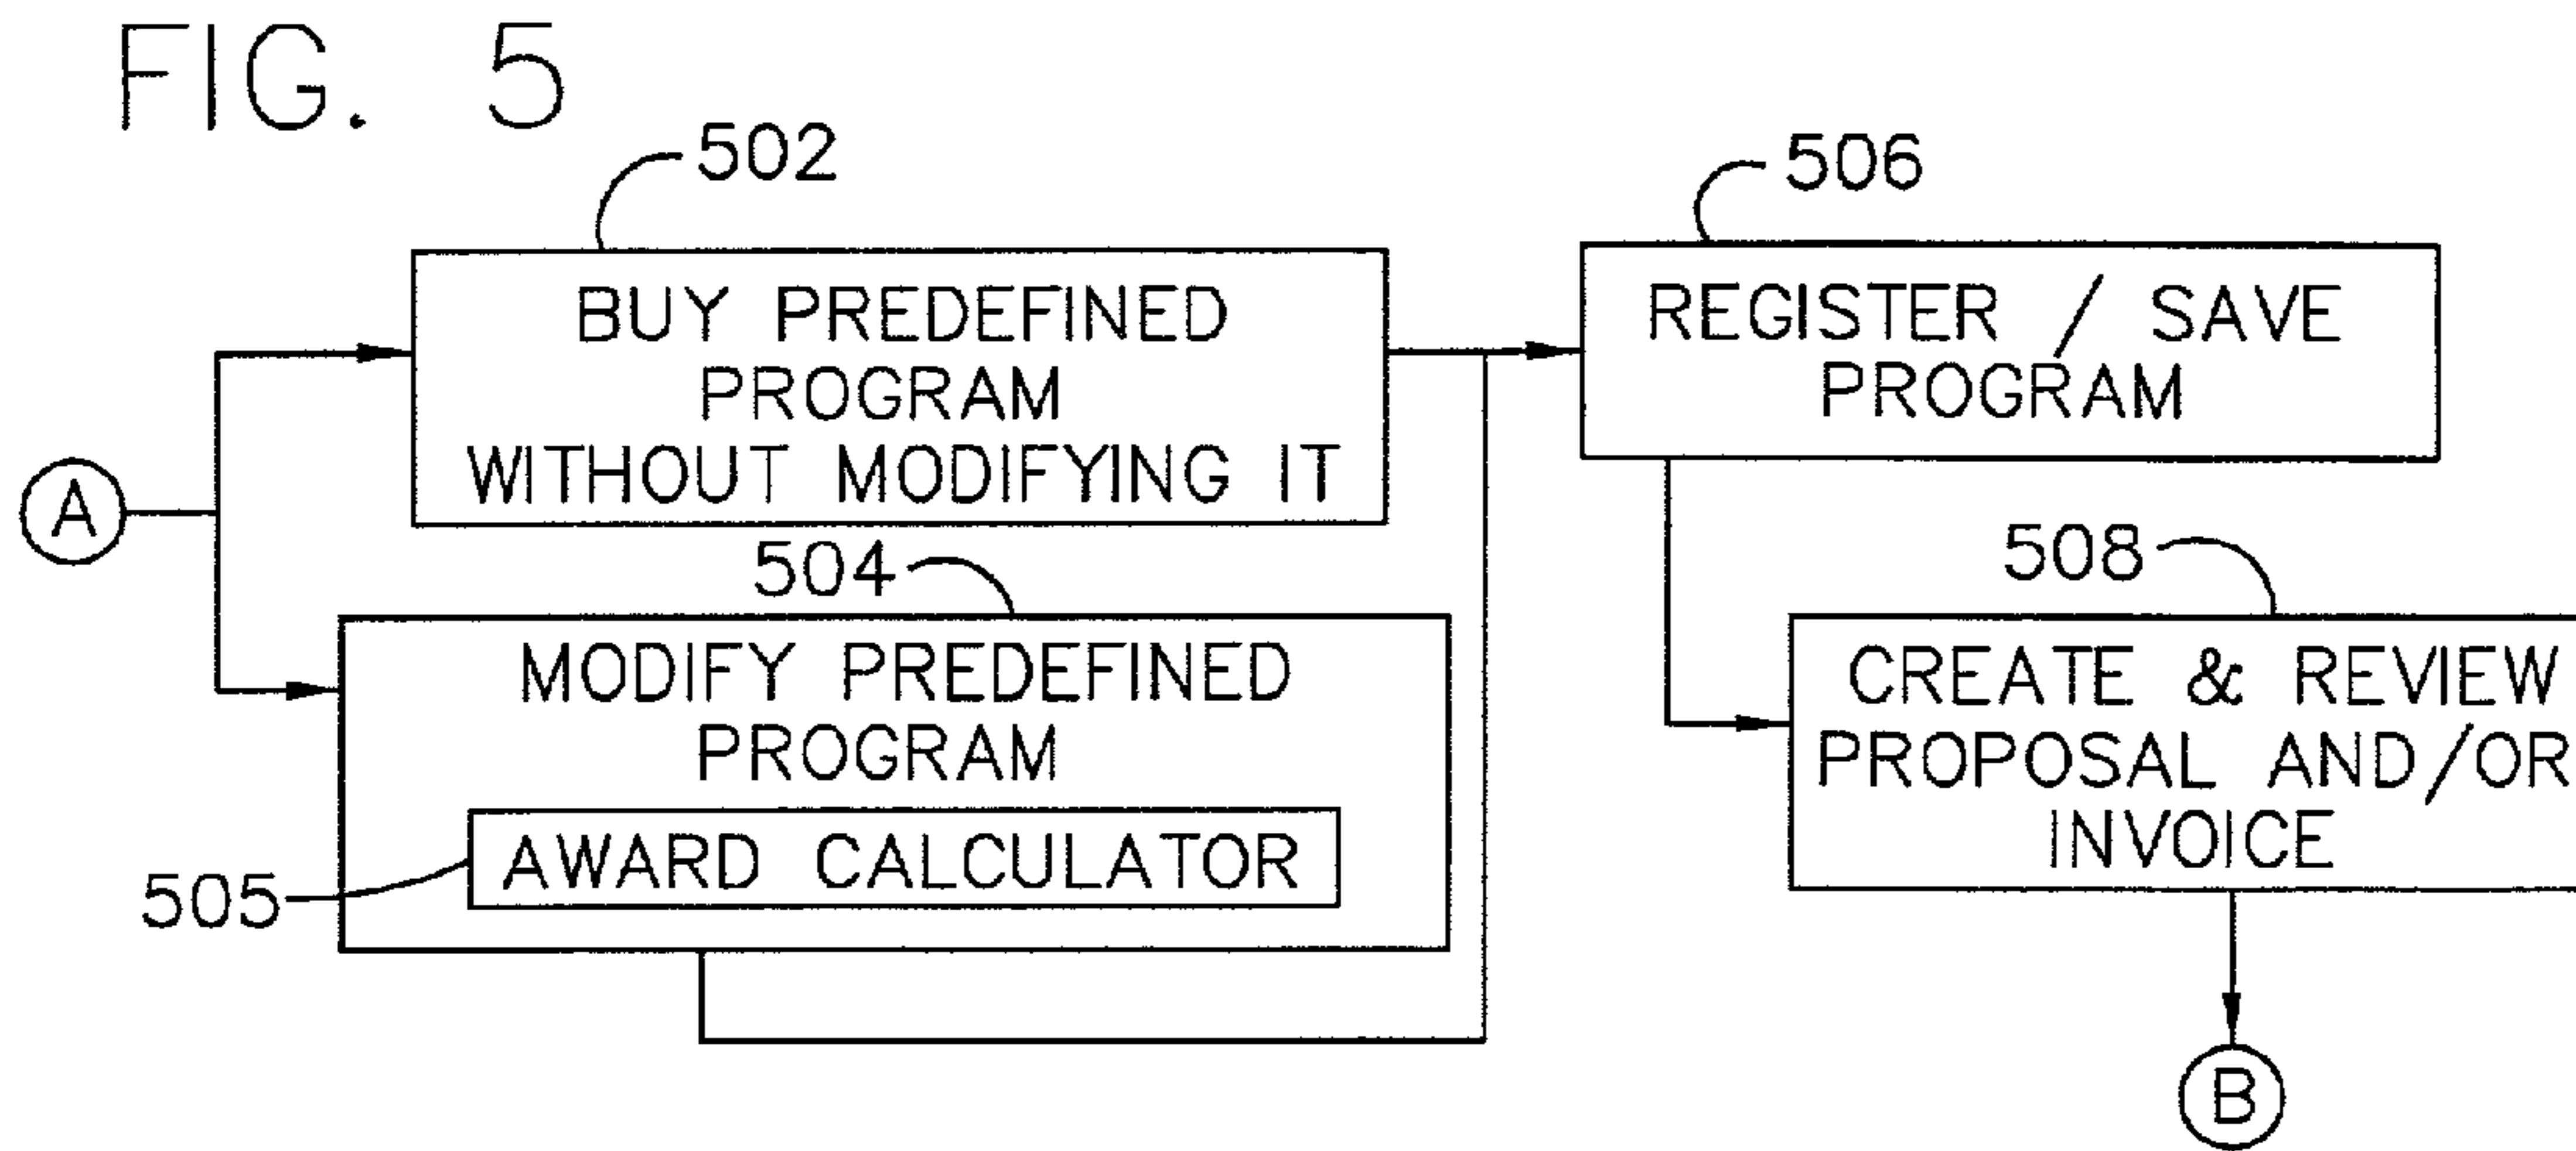 FIG. 5
502
BUY PREDEFINED
PROGRAM
WITHOUT MODIFYING IT
A
504
MODIFY PREDEFINED
PROGRAM
AWARD CALCULATOR
505
506
REGISTER / SAVE
PROGRAM
508
CREATE & REVIEW
PROPOSAL AND/OR
INVOICE
B